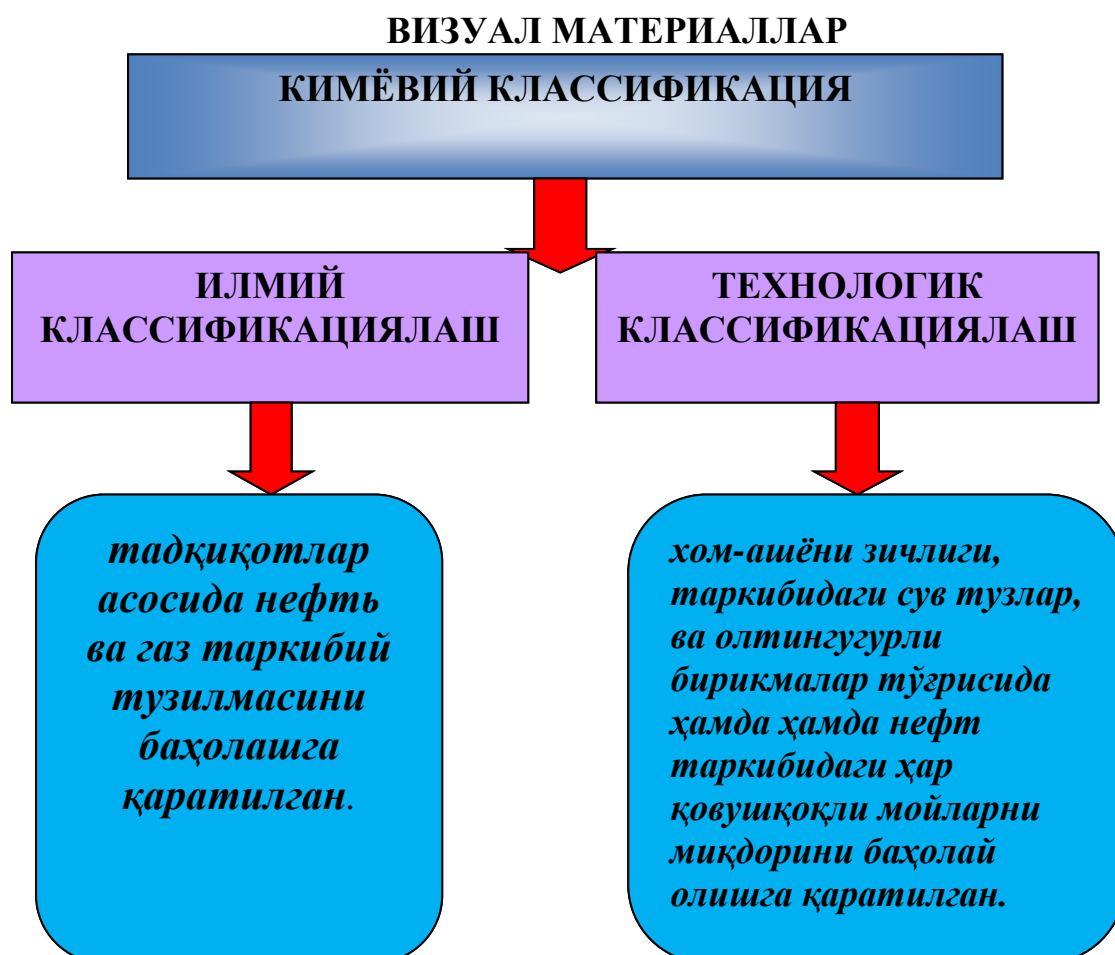 ВИЗУАЛ МАТЕРИАЛЛАР
КИМЁВИЙ КЛАССИФИКАЦИЯ
ИЛМИЙ
КЛАССИФИКАЦИЯЛАШ
ТЕХНОЛОГИК
КЛАССИФИКАЦИЯЛАШ
тадқиқотлар
асосида нефть
ва газ таркибий
тузилмасини
баҳолашга
қаратилган.
хом-ашёни зичлиги,
таркибидаги сув тузлар,
ва олтингугурли
бирикмалар тўғрисида
ҳамда ҳамда нефт
таркибидаги ҳар
қовушқоқли мойларни
миқдорини баҳолай
олишга қаратилган.